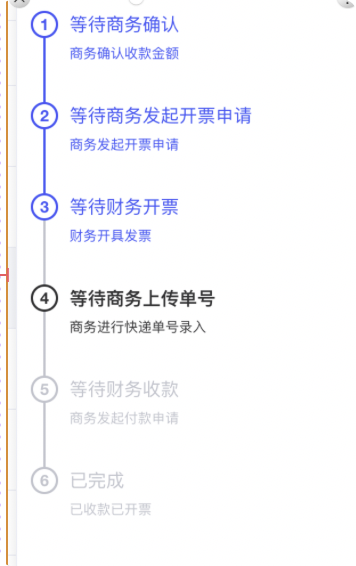 1 等待商务确认
商务确认收款金额
2 等待商务发起开票申请
商务发起开票申请
3 等待财务开票
财务开具发票
4 等待商务上传单号
商务进行快递单号录入
5 等待财务收款
商务发起付款申请
6 已完成
已收款已开票